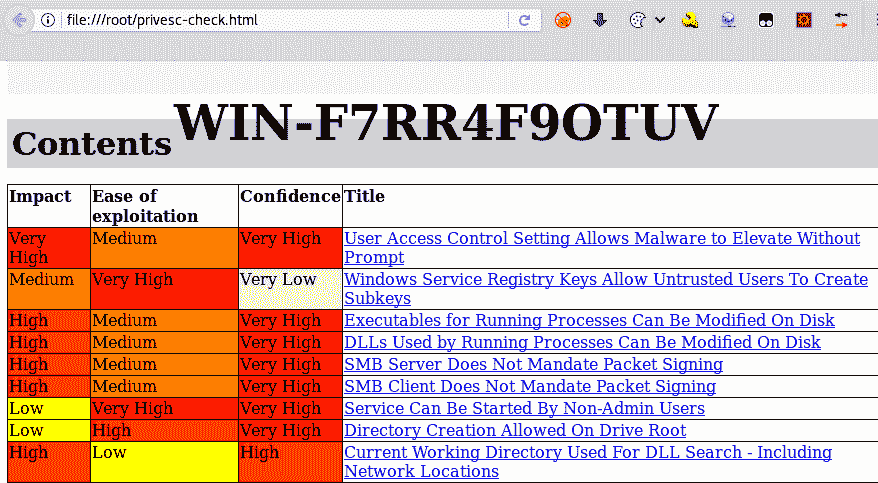 file:///root/privesc-check.html
WIN-F7RR4F9OTUV
Contents
Impact Ease of exploitation Confidence Title
Very High Medium Very High User Access Control Setting Allows Malware to Elevate Without Prompt
Medium Very High Very Low Windows Service Registry Keys Allow Untrusted Users To Create Subkeys
High Medium Very High Executables for Running Processes Can Be Modified On Disk
High Medium Very High DLLs Used by Running Processes Can Be Modified On Disk
High Medium Very High SMB Server Does Not Mandate Packet Signing
High Medium Very High SMB Client Does Not Mandate Packet Signing
Low Very High Very High Service Can Be Started By Non-Admin Users
Low High Very High Directory Creation Allowed On Drive Root
High Low High Current Working Directory Used For DLL Search - Including Network Locations